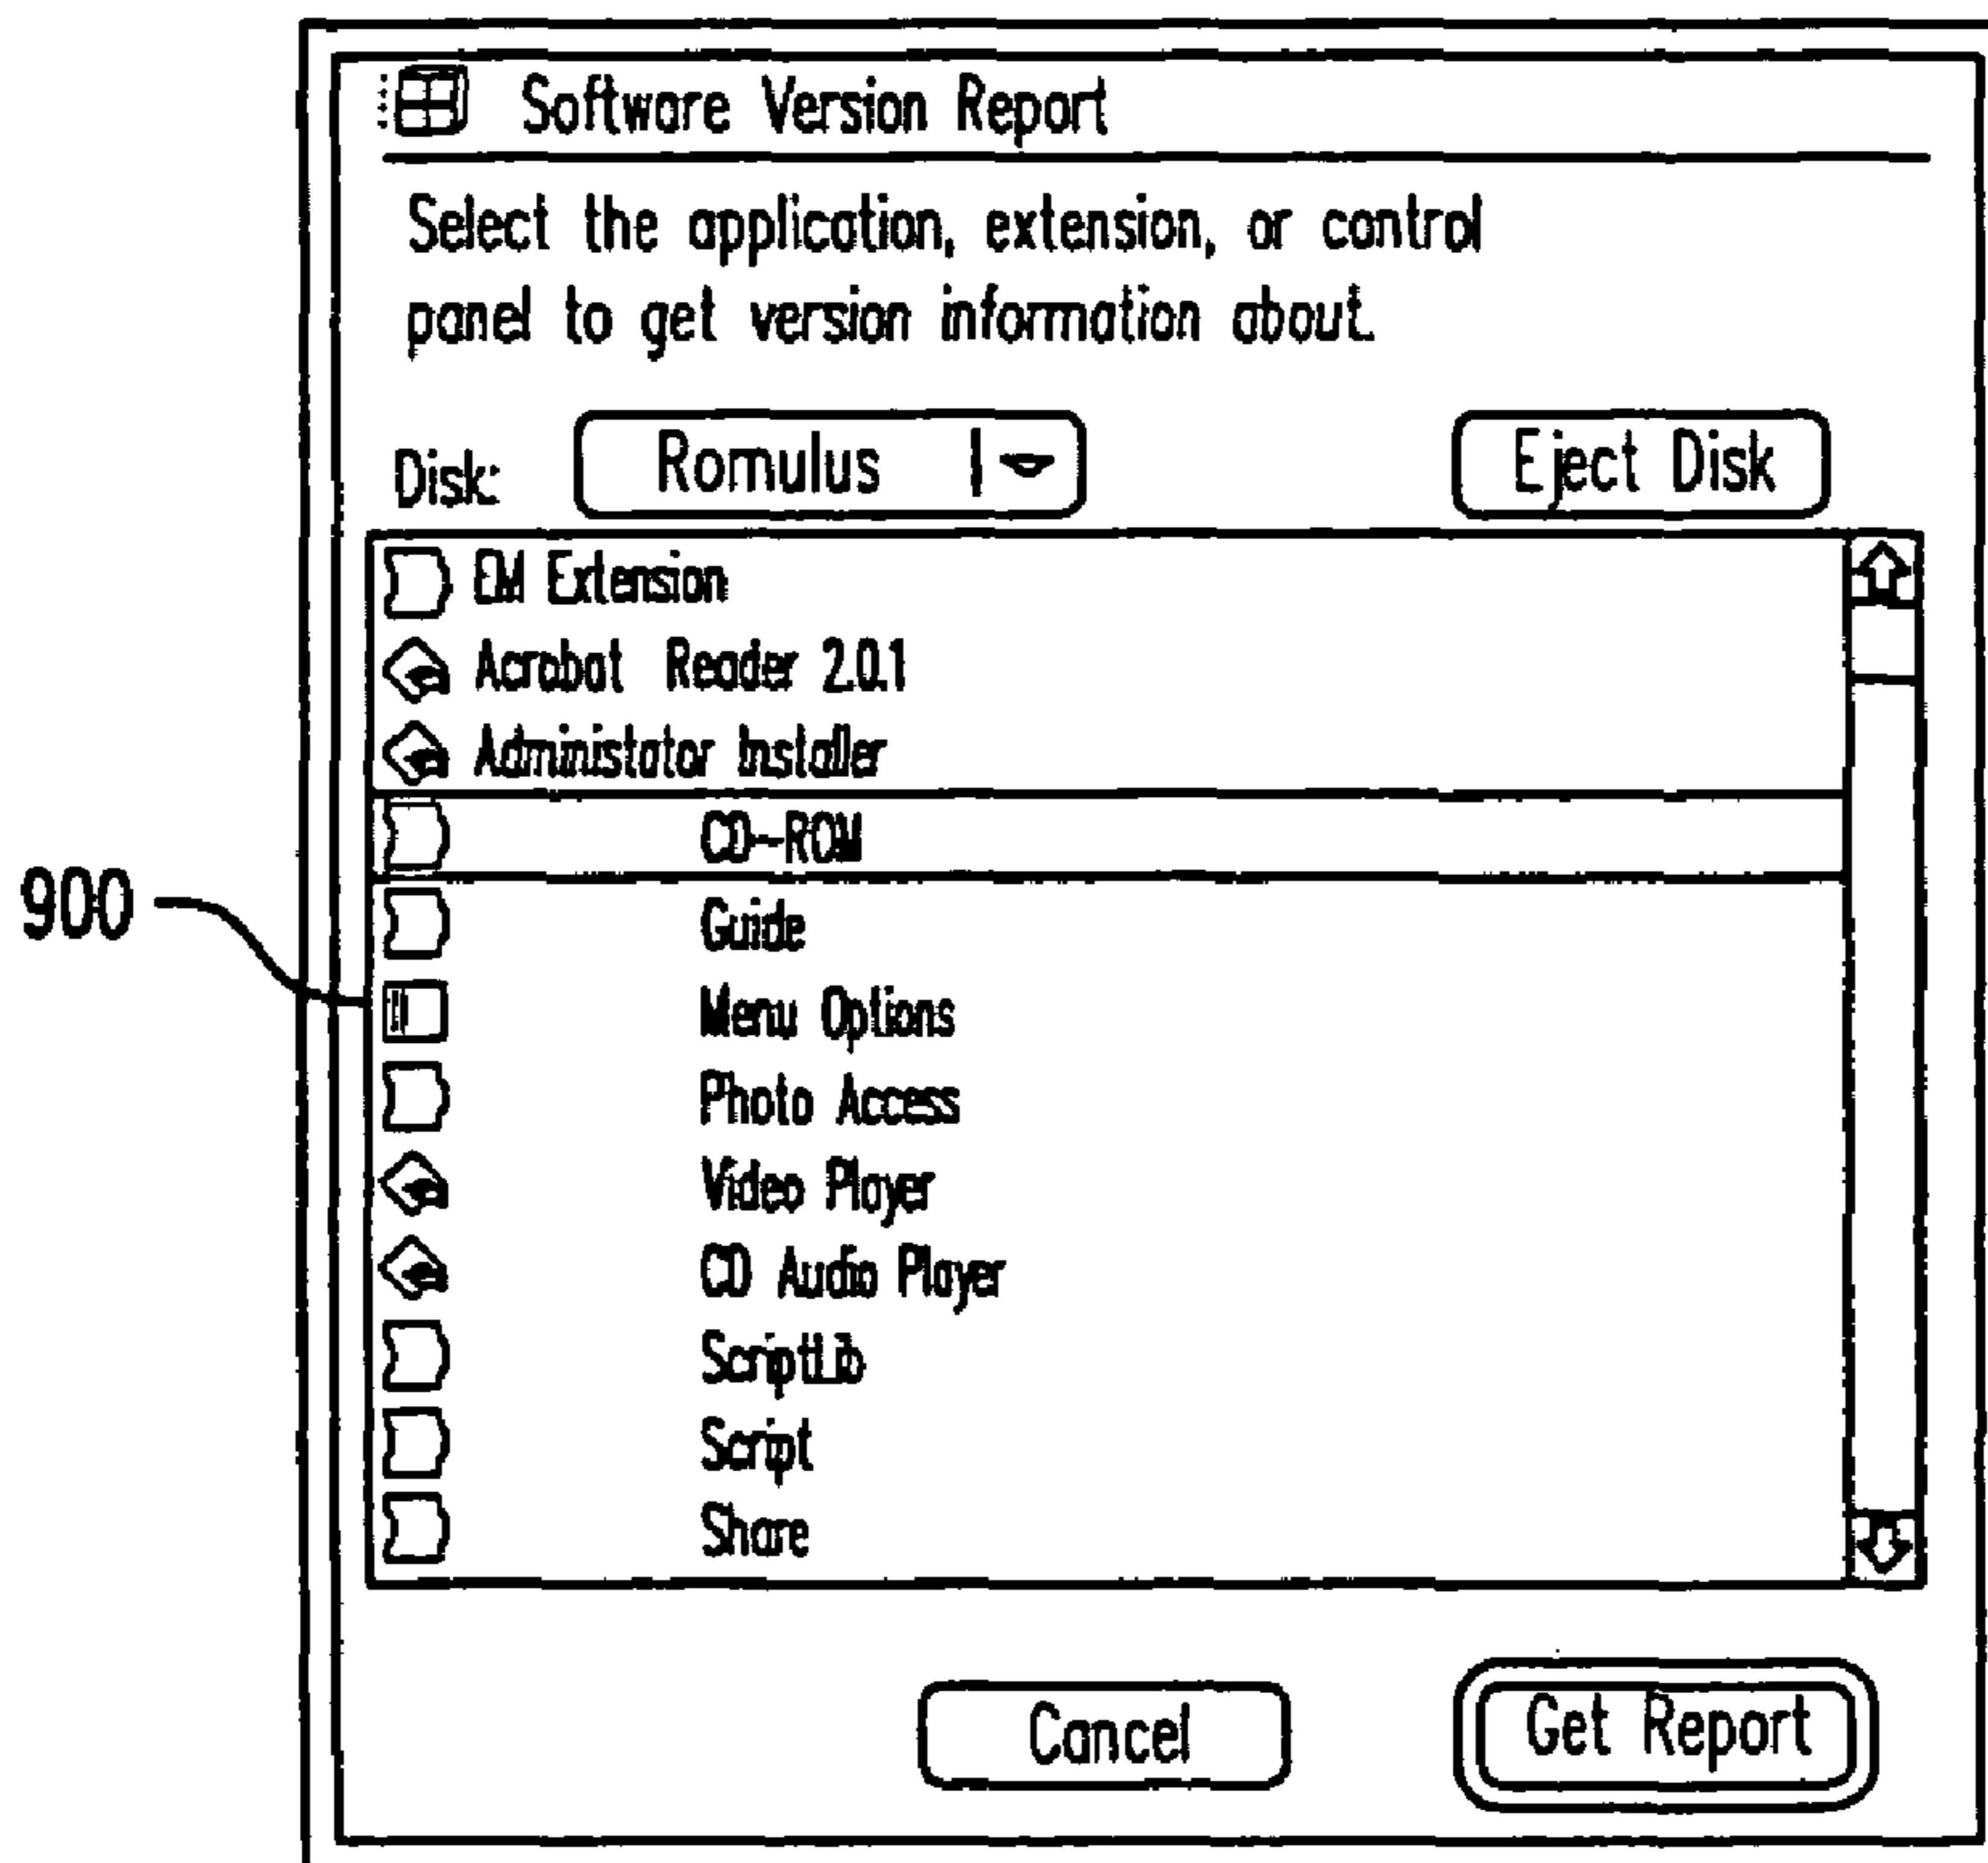 Software Version Report
Select the application, extension, or control
panel to get version information about.
Disk:
Romulus
Eject Disk
EM Extension
Acrobat Reader 2.0.1
Administator Installer
CD-ROM
900
Guide
Menu Options
Photo Access
Video Player
CD Audio Player
ScriptLib
Script
Share
Cancel
Get Report